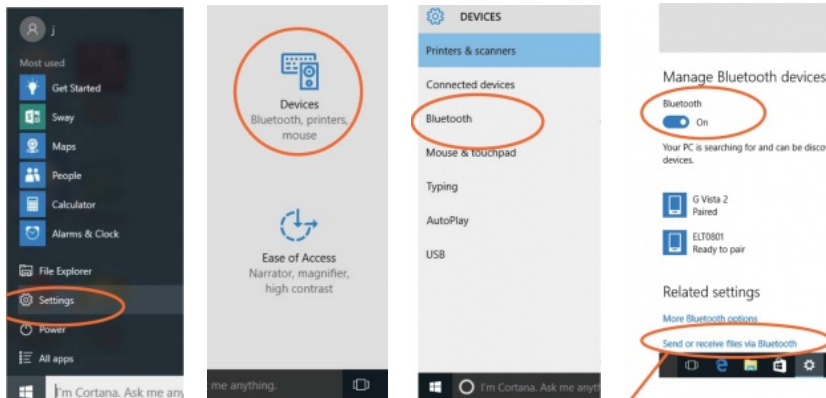 j
Most used
Get Started
Sway
Maps
People
Calculator
Alarms & Clock
File Explorer
Settings
Power
All apps
I'm Cortana. Ask me any
Devices
Bluetooth, printers,
mouse
Ease of Access
Narrator, magnifier,
high contrast
me anything.
DEVICES
Printers & scanners
Connected devices
Bluetooth
Mouse & touchpad
Typing
AutoPlay
USB
I'm Cortana. Ask me anyth
Manage Bluetooth devices
Bluetooth
On
Your PC is searching for and can be disco
devices.
G Vista 2
Paired
ELT0801
Ready to pair
Related settings
More Bluetooth options
Send or receive files via Bluetooth